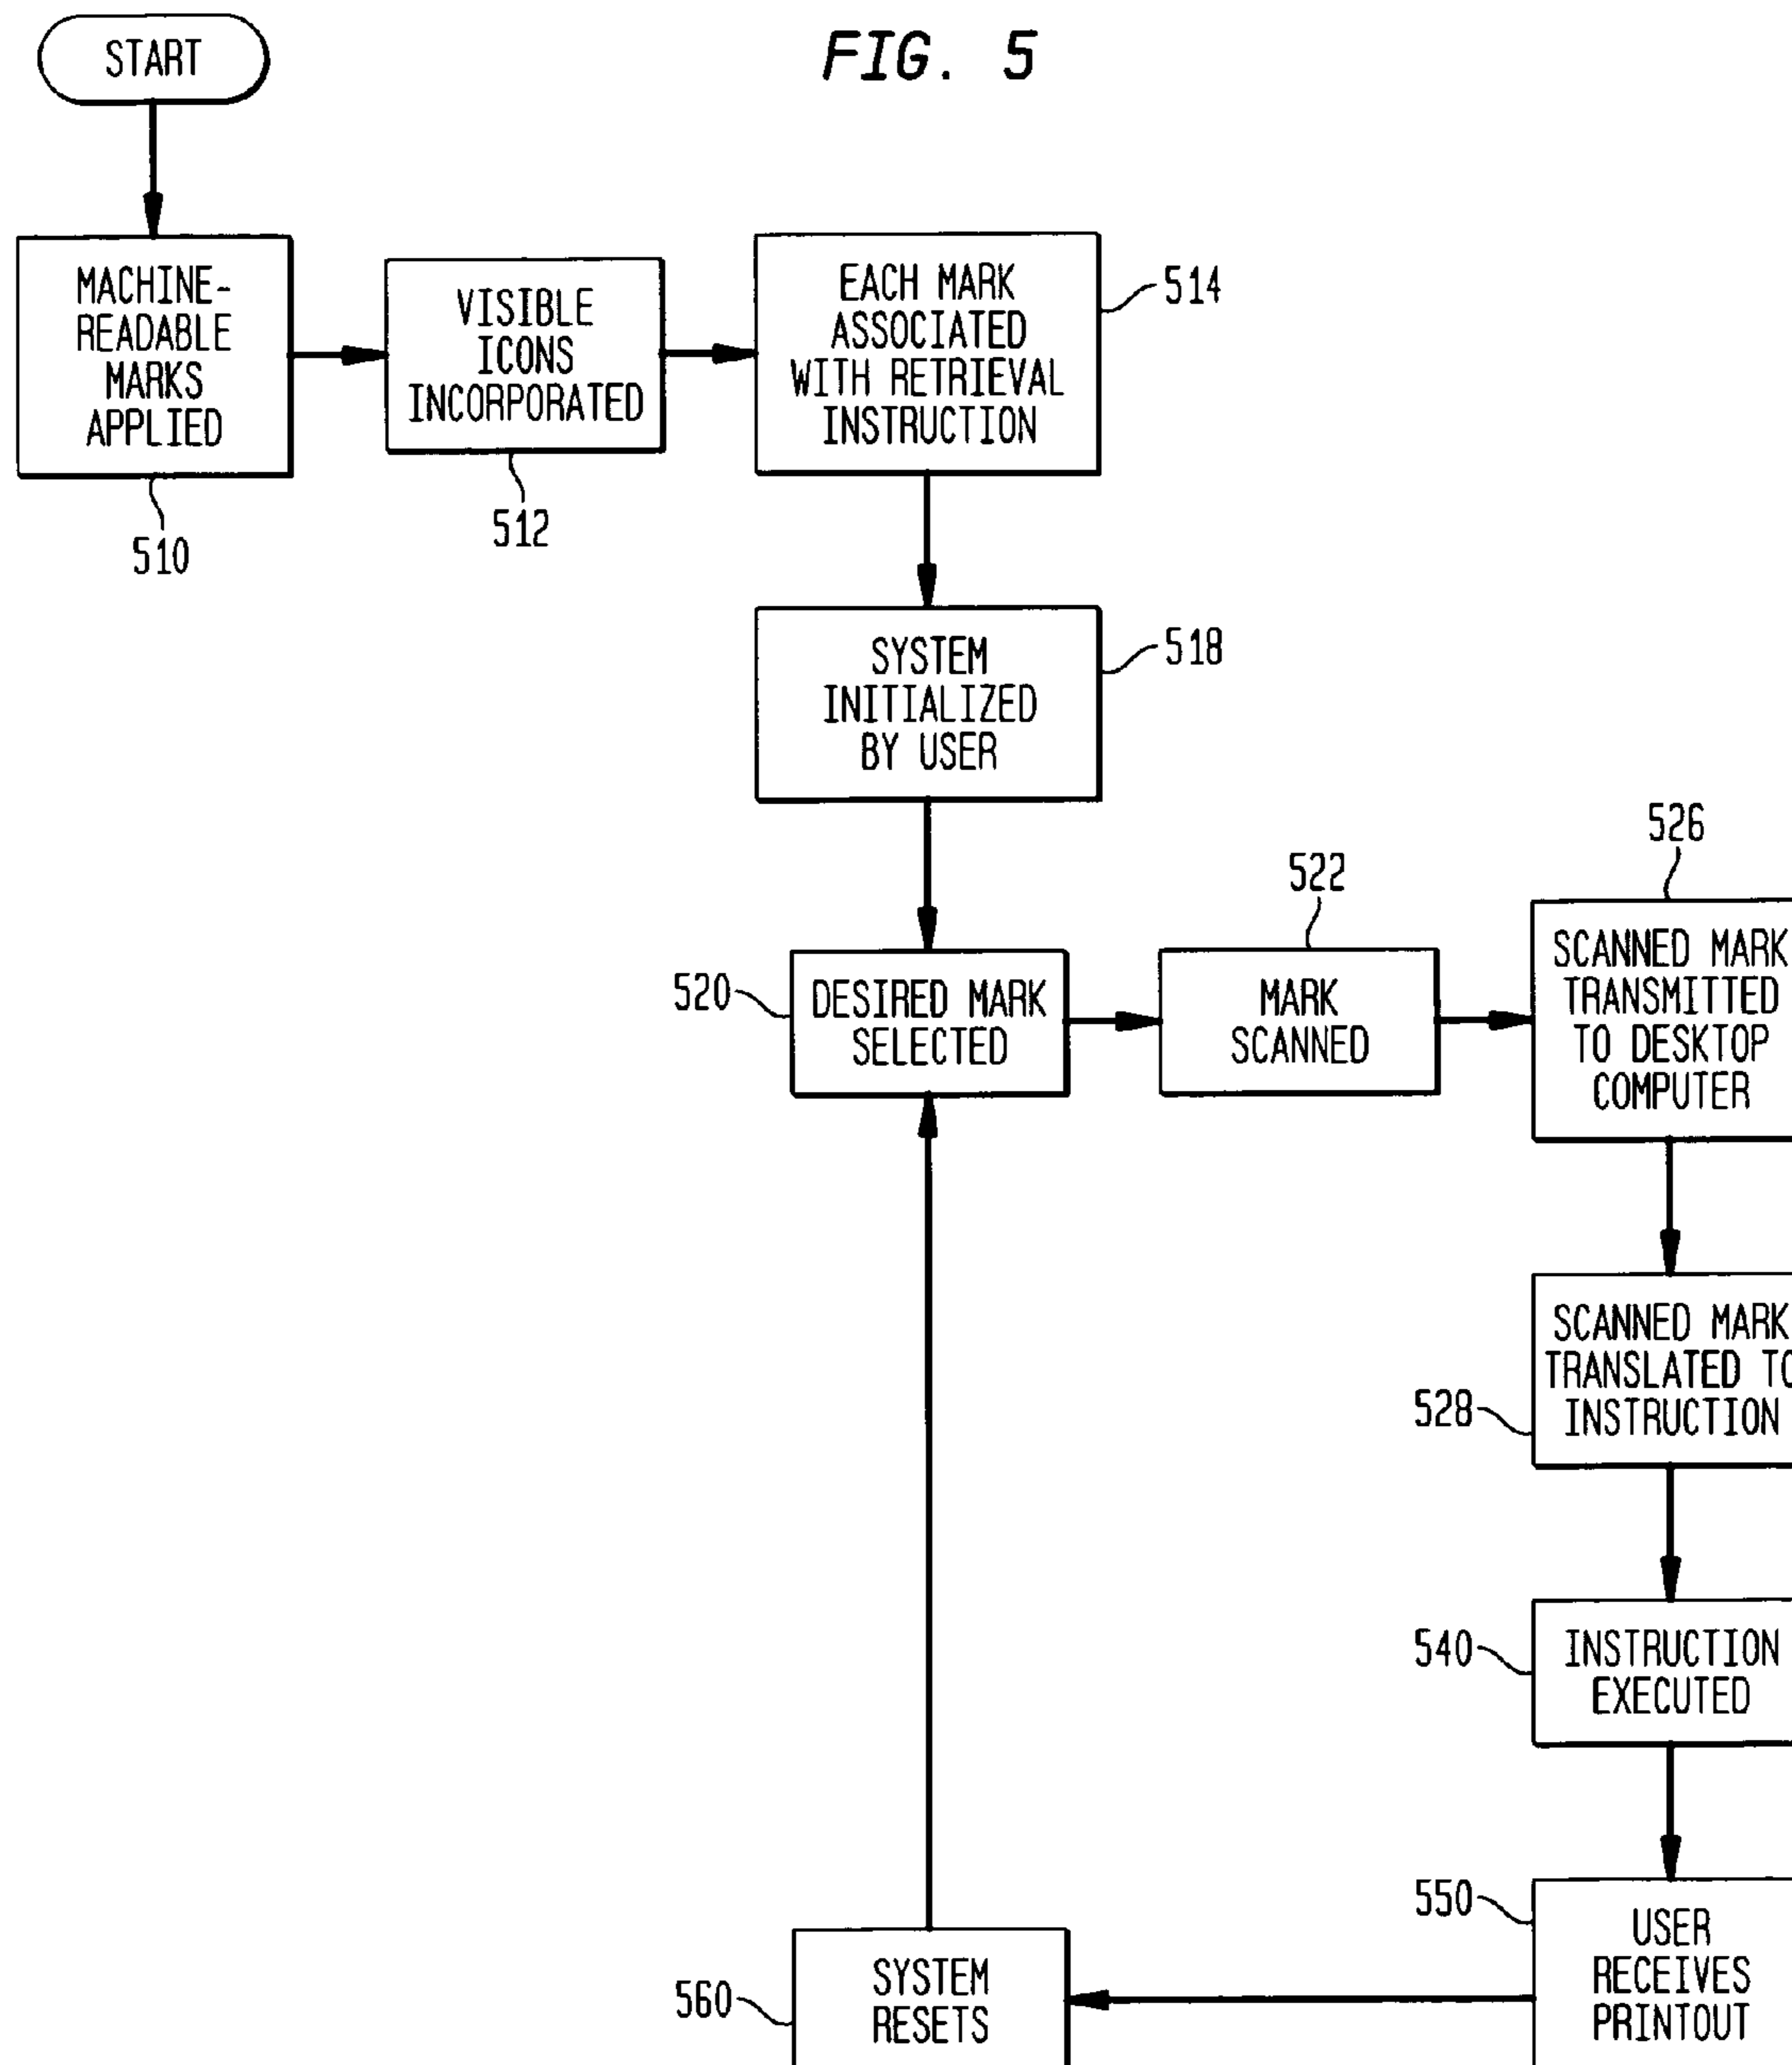 FIG. 5
START
MACHINE-
READABLE
MARKS
APPLIED
510
VISIBLE
ICONS
INCORPORATED
512
EACH MARK
ASSOCIATED
WITH RETRIEVAL
INSTRUCTION
514
SYSTEM
INITIALIZED
BY USER
518
520
DESIRED MARK
SELECTED
522
MARK
SCANNED
526
SCANNED MARK
TRANSMITTED
TO DESKTOP
COMPUTER
528
SCANNED MARK
TRANSLATED TO
INSTRUCTION
540
INSTRUCTION
EXECUTED
550
USER
RECEIVES
PRINTOUT
560
SYSTEM
RESETS